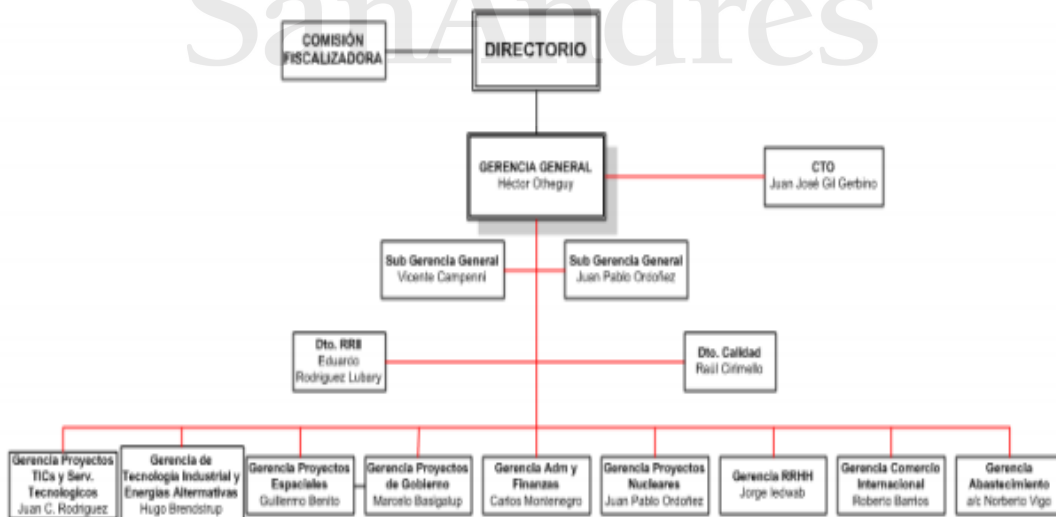 SanAndrés
COMISIÓN
FISCALIZADORA
DIRECTORIO
GERENCIA GENERAL
Héctor Otheguy
CTO
Juan José Gil Gerbino
Sub Gerencia General
Vicente Campenni
Sub Gerencia General
Juan Pablo Ordoñez
Dto. RRII
Eduardo
Rodriguez Lubary
Dto. Calidad
Raúl Cirimello
Gerencia Proyectos
TICs y Serv.
Tecnologicos
Juan C. Rodriguez
Gerencia de
Tecnología Industrial y
Energías Alternativas
Hugo Brendstrup
Gerencia Proyectos
Espaciales
Guillermo Benito
Gerencia Proyectos
de Gobierno
Marcelo Basigalup
Gerencia Adm y
Finanzas
Carlos Montenegro
Gerencia Proyectos
Nucleares
Juan Pablo Ordoñez
Gerencia RRHH
Jorge Iedwab
Gerencia Comercio
Internacional
Roberto Barrios
Gerencia
Abastecimiento
a/c Norberto Vigo